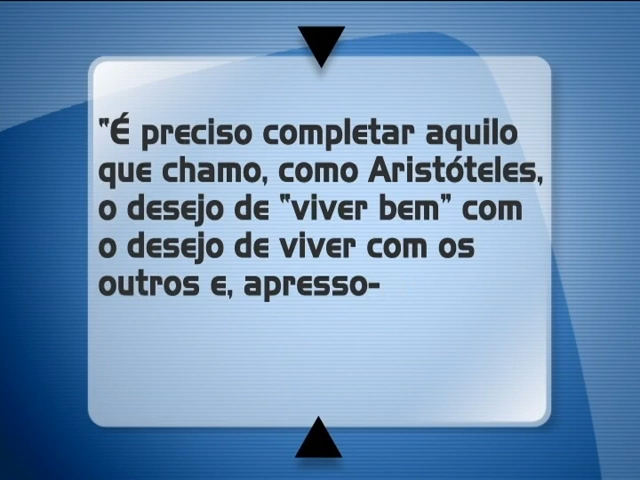 "É preciso completar aquilo
que chamo, como Aristóteles,
o desejo de "viver bem" com
o desejo de viver com os
outros e, apresso-